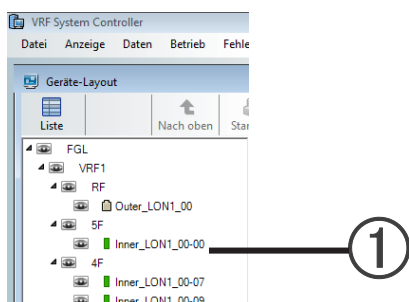 VRF System Controller
Datei Anzeige Daten Betrieb Fehle
Geräte-Layout
Liste Nach oben Star
FGL
VRF1
RF
Outer_LON1_00
5F
Inner_LON1_00-00
1
4F
Inner_LON1_00-07
Inner_LON1_00-09